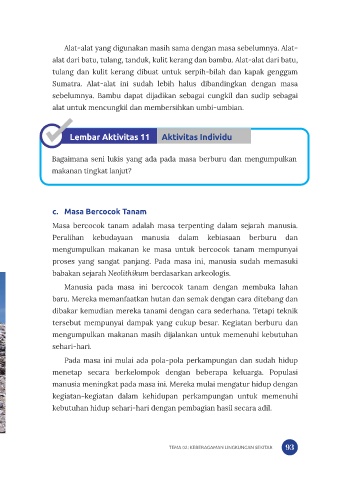 Alat-alat yang digunakan masih sama dengan masa sebelumnya. Alat-
alat dari batu, tulang, tanduk, kulit kerang dan bambu. Alat-alat dari batu,
tulang dan kulit kerang dibuat untuk serpih-bilah dan kapak genggam
Sumatra. Alat-alat ini sudah lebih halus dibandingkan dengan masa
sebelumnya. Bambu dapat dijadikan sebagai cungkil dan sudip sebagai
alat untuk mencungkil dan membersihkan umbi-umbian.
Lembar Aktivitas 11 Aktivitas Individu
Bagaimana seni lukis yang ada pada masa berburu dan mengumpulkan
makanan tingkat lanjut?
c. Masa Bercocok Tanam
Masa bercocok tanam adalah masa terpenting dalam sejarah manusia.
Peralihan kebudayaan manusia dalam kebiasaan berburu dan
mengumpulkan makanan ke masa untuk bercocok tanam mempunyai
proses yang sangat panjang. Pada masa ini, manusia sudah memasuki
babakan sejarah Neolithikum berdasarkan arkeologis.
Manusia pada masa ini bercocok tanam dengan membuka lahan
baru. Mereka memanfaatkan hutan dan semak dengan cara ditebang dan
dibakar kemudian mereka tanami dengan cara sederhana. Tetapi teknik
tersebut mempunyai dampak yang cukup besar. Kegiatan berburu dan
mengumpulkan makanan masih dijalankan untuk memenuhi kebutuhan
sehari-hari.
Pada masa ini mulai ada pola-pola perkampungan dan sudah hidup
menetap secara berkelompok dengan beberapa keluarga. Populasi
manusia meningkat pada masa ini. Mereka mulai mengatur hidup dengan
kegiatan-kegiatan dalam kehidupan perkampungan untuk memenuhi
kebutuhan hidup sehari-hari dengan pembagian hasil secara adil.
TEMA 02: KEBERAGAMAN LINGKUNGAN SEKITAR 93